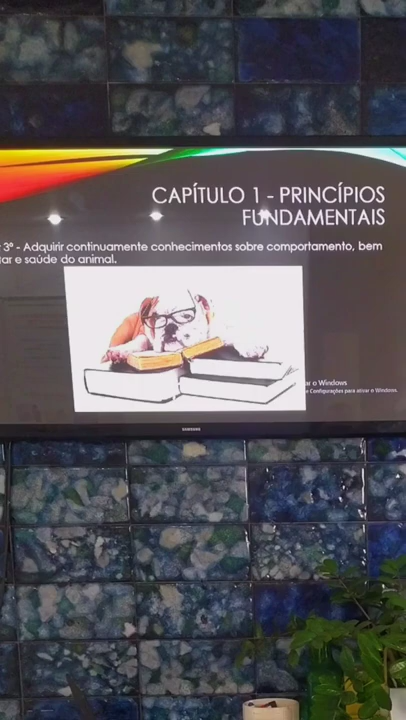 CAPÍTULO 1 - PRINCÍPIOS
FUNDAMENTAIS
3º - Adquirir continuamente conhecimentos sobre comportamento, bem
tar e saúde do animal.
ar o Windows
e Configurações para ativar o Windows.
SAMSUNG